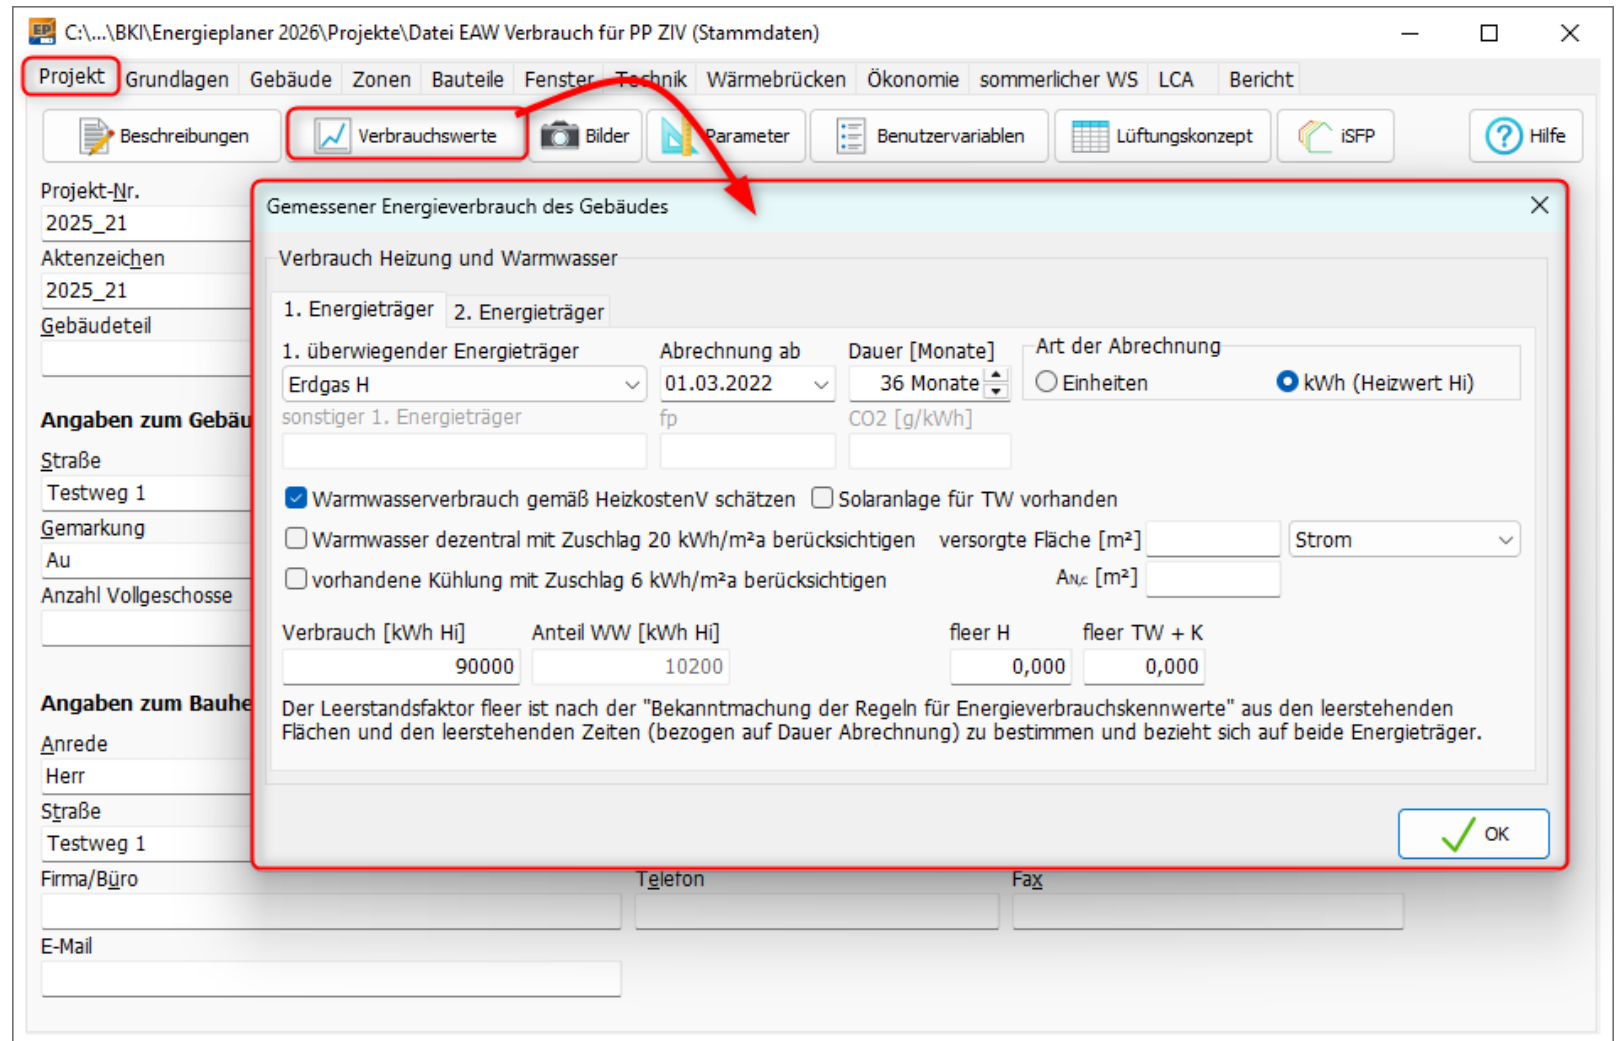 EP C:\...\BKI\Energieplaner 2026\Projekte\Datei EAW Verbrauch für PP ZIV (Stammdaten)
Projekt Grundlagen Gebäude Zonen Bauteile Fenster Technik Wärmebrücken Ökonomie sommerlicher WS LCA Bericht
Beschreibungen Verbrauchswerte Bilder Parameter Benutzervariablen Lüftungskonzept iSFP Hilfe
Projekt-Nr.
2025_21
Aktenzeichen
2025_21
Gebäudeteil
Angaben zum Gebäu
Straße
Testweg 1
Gemarkung
Au
Anzahl Vollgeschosse
Angaben zum Bauhe
Anrede
Herr
Straße
Testweg 1
Firma/Büro Telefon Fax
E-Mail
Gemessener Energieverbrauch des Gebäudes
Verbrauch Heizung und Warmwasser
1. Energieträger 2. Energieträger
1. überwiegender Energieträger Abrechnung ab Dauer [Monate] Art der Abrechnung
Erdgas H 01.03.2022 36 Monate Einheiten kWh (Heizwert Hi)
sonstiger 1. Energieträger fp CO2 [g/kWh]
Warmwasserverbrauch gemäß HeizkostenV schätzen Solaranlage für TW vorhanden
Warmwasser dezentral mit Zuschlag 20 kWh/m²a berücksichtigen versorgte Fläche [m²] Strom
vorhandene Kühlung mit Zuschlag 6 kWh/m²a berücksichtigen AN,c [m²]
Verbrauch [kWh Hi] Anteil WW [kWh Hi] fleer H fleer TW + K
90000 10200 0,000 0,000
Der Leerstandsfaktor fleer ist nach der "Bekanntmachung der Regeln für Energieverbrauchskennwerte" aus den leerstehenden
Flächen und den leerstehenden Zeiten (bezogen auf Dauer Abrechnung) zu bestimmen und bezieht sich auf beide Energieträger.
OK